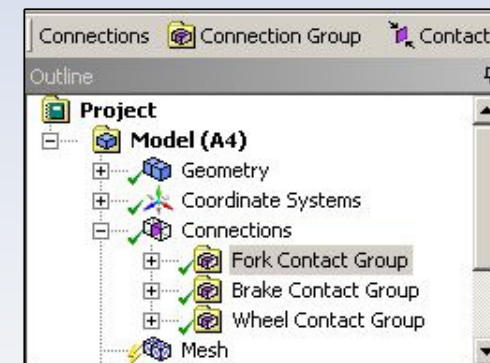 Connections Connection Group Contact
Outline
Project
Model (A4)
Geometry
Coordinate Systems
Connections
Fork Contact Group
Brake Contact Group
Wheel Contact Group
Mesh